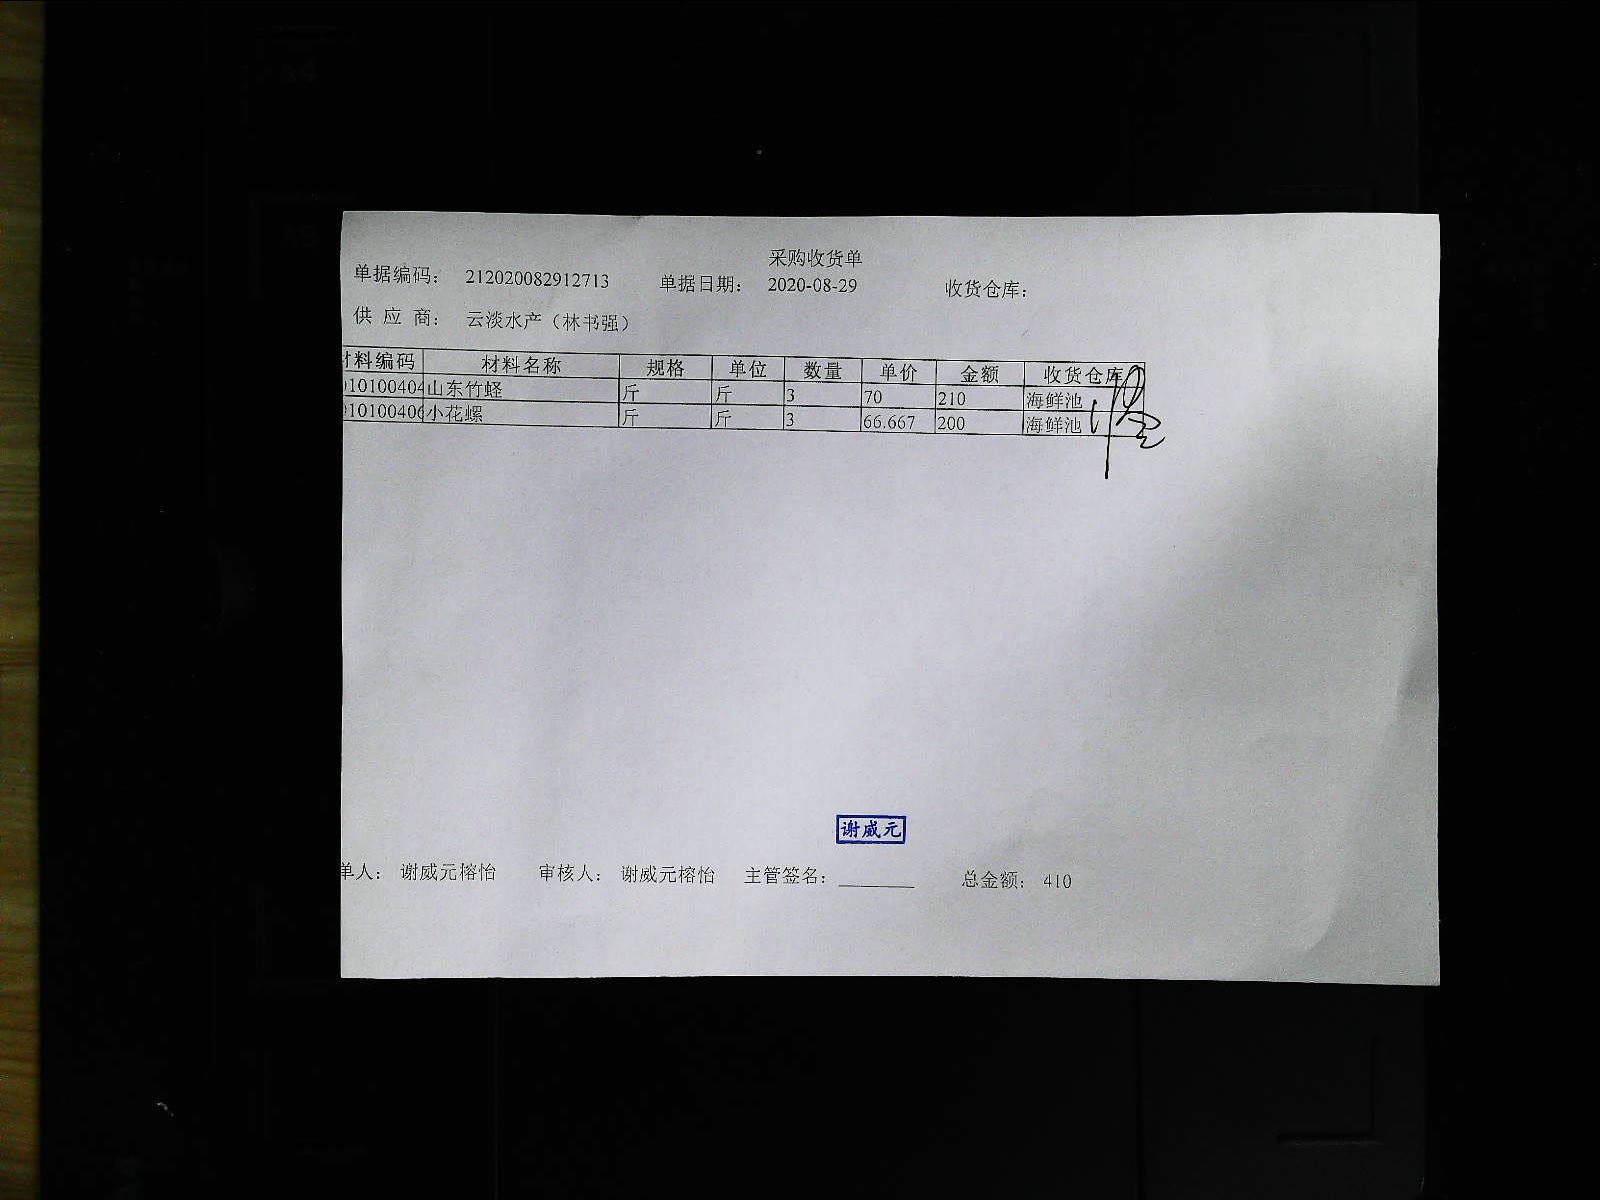 采购收货单
单据编码： 212020082912713 单据日期： 2020-08-29 收货仓库：
供 应 商： 云淡水产（林书强）
材料编码 材料名称 规格 单位 数量 单价 金额 收货仓库
10100404 山东竹蛏 斤 斤 3 70 210 海鲜池
10100406 小花螺 斤 斤 3 66.667 200 海鲜池
谢威元
单人： 谢威元榕怡 审核人： 谢威元榕怡 主管签名： 总金额： 410